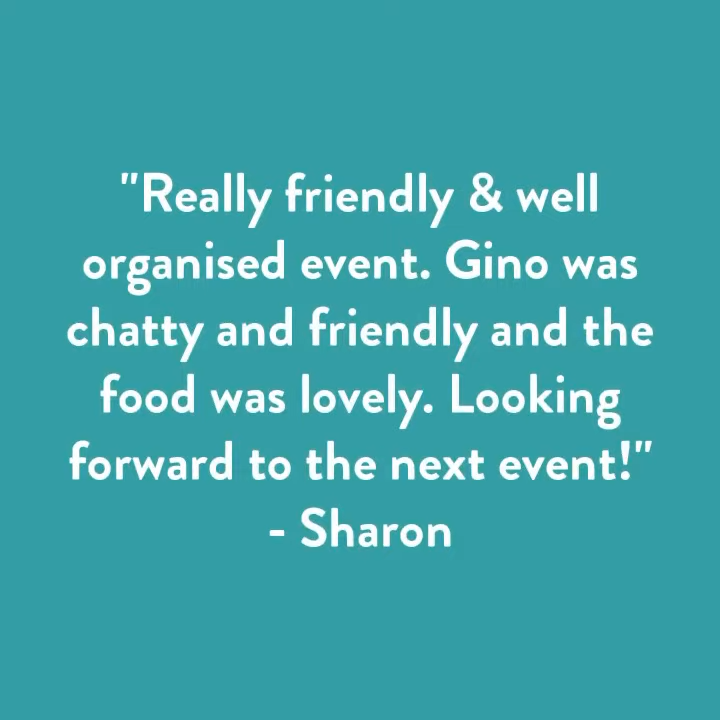 "Really friendly & well
organised event. Gino was
chatty and friendly and the
food was lovely. Looking
forward to the next event!"
- Sharon